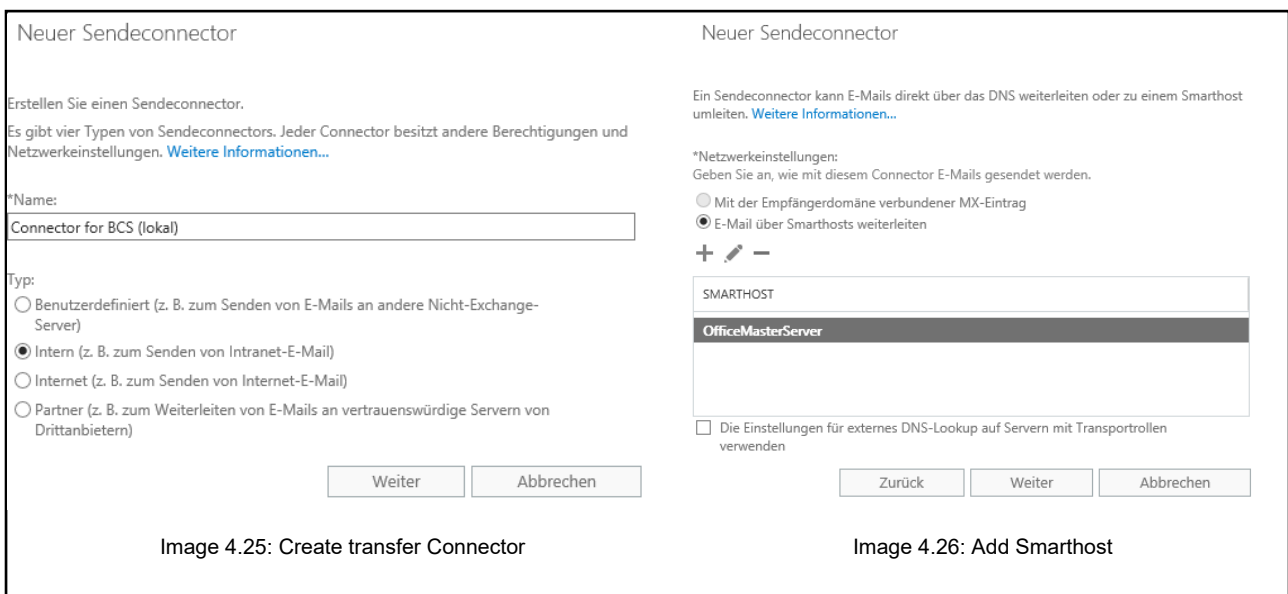 Neuer Sendeconnector
Erstellen Sie einen Sendeconnector.
Es gibt vier Typen von Sendeconnectors. Jeder Connector besitzt andere Berechtigungen und
Netzwerkeinstellungen. Weitere Informationen...
*Name:
Connector for BCS (lokal)
Typ:
Benutzerdefiniert (z. B. zum Senden von E-Mails an andere Nicht-Exchange-
Server)
Intern (z. B. zum Senden von Intranet-E-Mail)
Internet (z. B. zum Senden von Internet-E-Mail)
Partner (z. B. zum Weiterleiten von E-Mails an vertrauenswürdige Servern von
Drittanbietern)
Weiter Abbrechen
Image 4.25: Create transfer Connector
Neuer Sendeconnector
Ein Sendeconnector kann E-Mails direkt über das DNS weiterleiten oder zu einem Smarthost
umleiten. Weitere Informationen...
*Netzwerkeinstellungen:
Geben Sie an, wie mit diesem Connector E-Mails gesendet werden.
Mit der Empfängerdomäne verbundener MX-Eintrag
E-Mail über Smarthosts weiterleiten
SMARTHOST
OfficeMasterServer
Die Einstellungen für externes DNS-Lookup auf Servern mit Transportrollen
verwenden
Zurück Weiter Abbrechen
Image 4.26: Add Smarthost